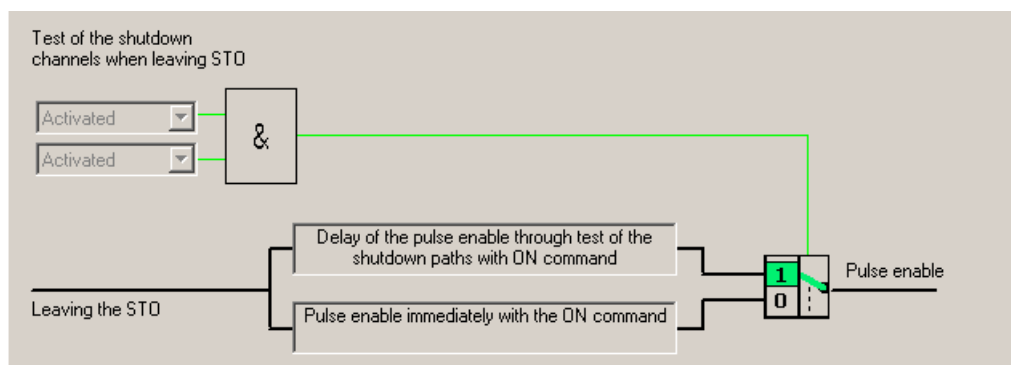 Test of the shutdown
channels when leaving STO
Activated
Activated
&
Delay of the pulse enable through test of the
shutdown paths with ON command
1
0
Pulse enable
Leaving the STO
Pulse enable immediately with the ON command